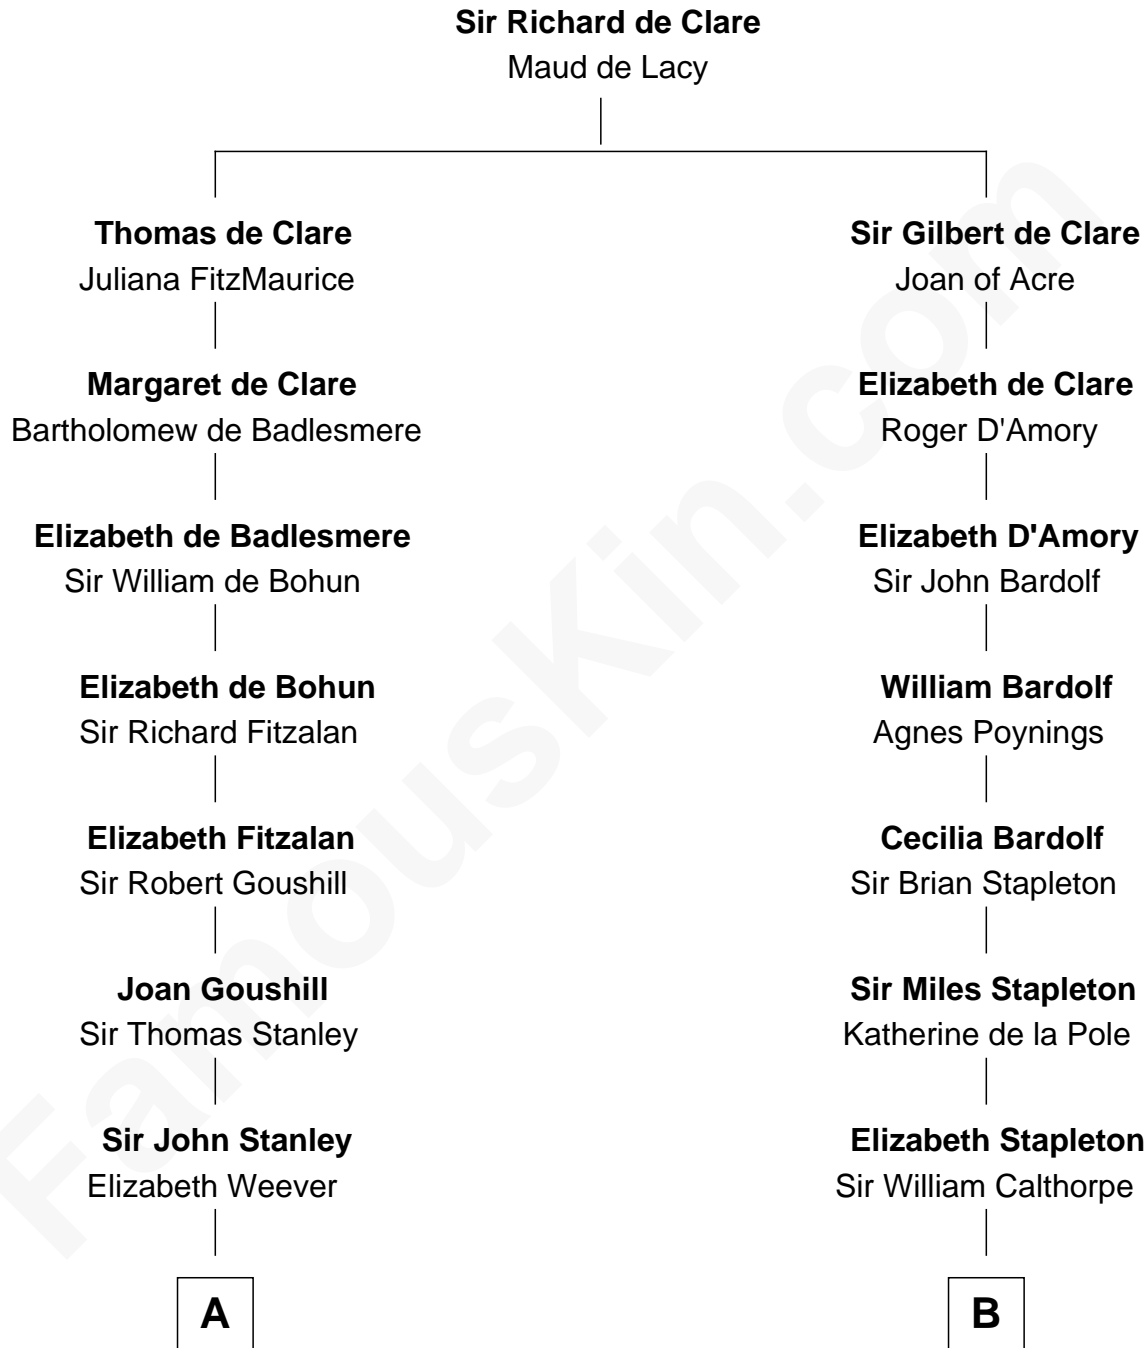 Sir Richard de Clare
Maud de Lacy
Thomas de Clare
Juliana FitzMaurice
Margaret de Clare
Bartholomew de Badlesmere
Elizabeth de Badlesmere
Sir William de Bohun
Elizabeth de Bohun
Sir Richard Fitzalan
Elizabeth Fitzalan
Sir Robert Goushill
Joan Goushill
Sir Thomas Stanley
Sir John Stanley
Elizabeth Weever
A
Sir Gilbert de Clare
Joan of Acre
Elizabeth de Clare
Roger D'Amory
Elizabeth D'Amory
Sir John Bardolf
William Bardolf
Agnes Poynings
Cecilia Bardolf
Sir Brian Stapleton
Sir Miles Stapleton
Katherine de la Pole
Elizabeth Stapleton
Sir William Calthorpe
B
FamousKin.com